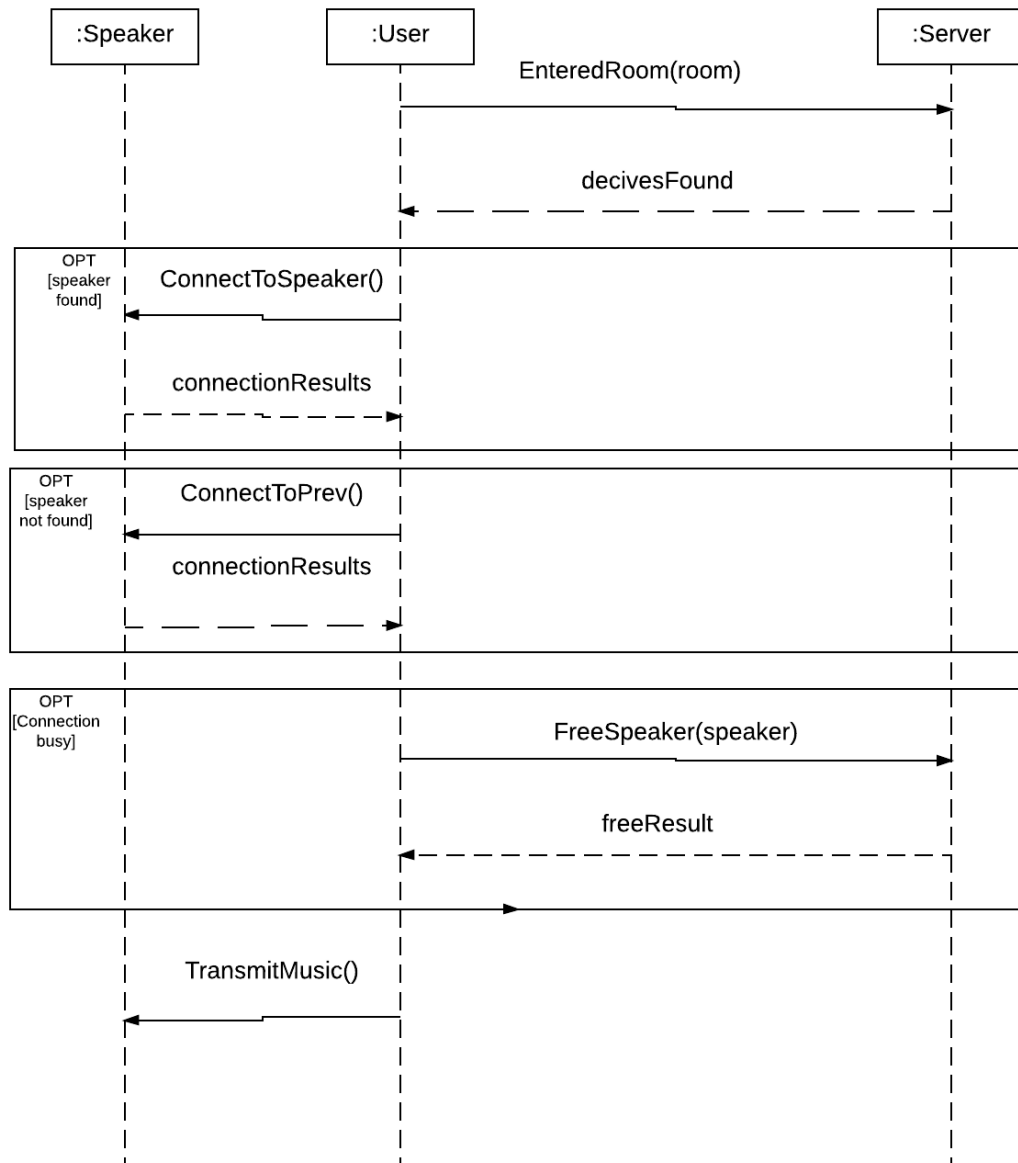 :Speaker
:User
:Server
EnteredRoom(room)
decivesFound
OPT
[speaker
found]
ConnectToSpeaker()
connectionResults
OPT
[speaker
not found]
ConnectToPrev()
connectionResults
OPT
[Connection
busy]
FreeSpeaker(speaker)
freeResult
TransmitMusic()